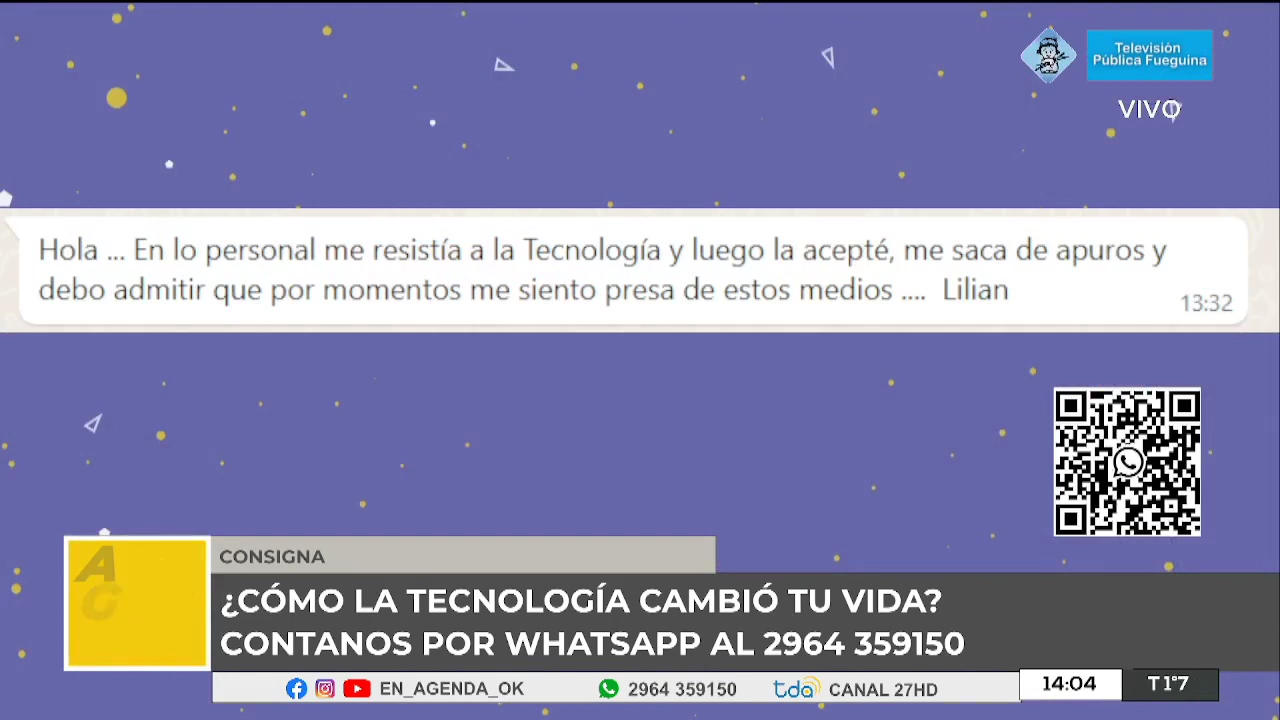 Televisión
Pública Fueguina
VIVO
Hola ... En lo personal me resistía a la Tecnología y luego la acepté, me saca de apuros y
debo admitir que por momentos me siento presa de estos medios .... Lilian
13:32
A
G
CONSIGNA
¿CÓMO LA TECNOLOGÍA CAMBIÓ TU VIDA?
CONTANOS POR WHATSAPP AL 2964 359150
EN_AGENDA_OK
2964 359150
tda
CANAL 27HD
14:04
T1°7